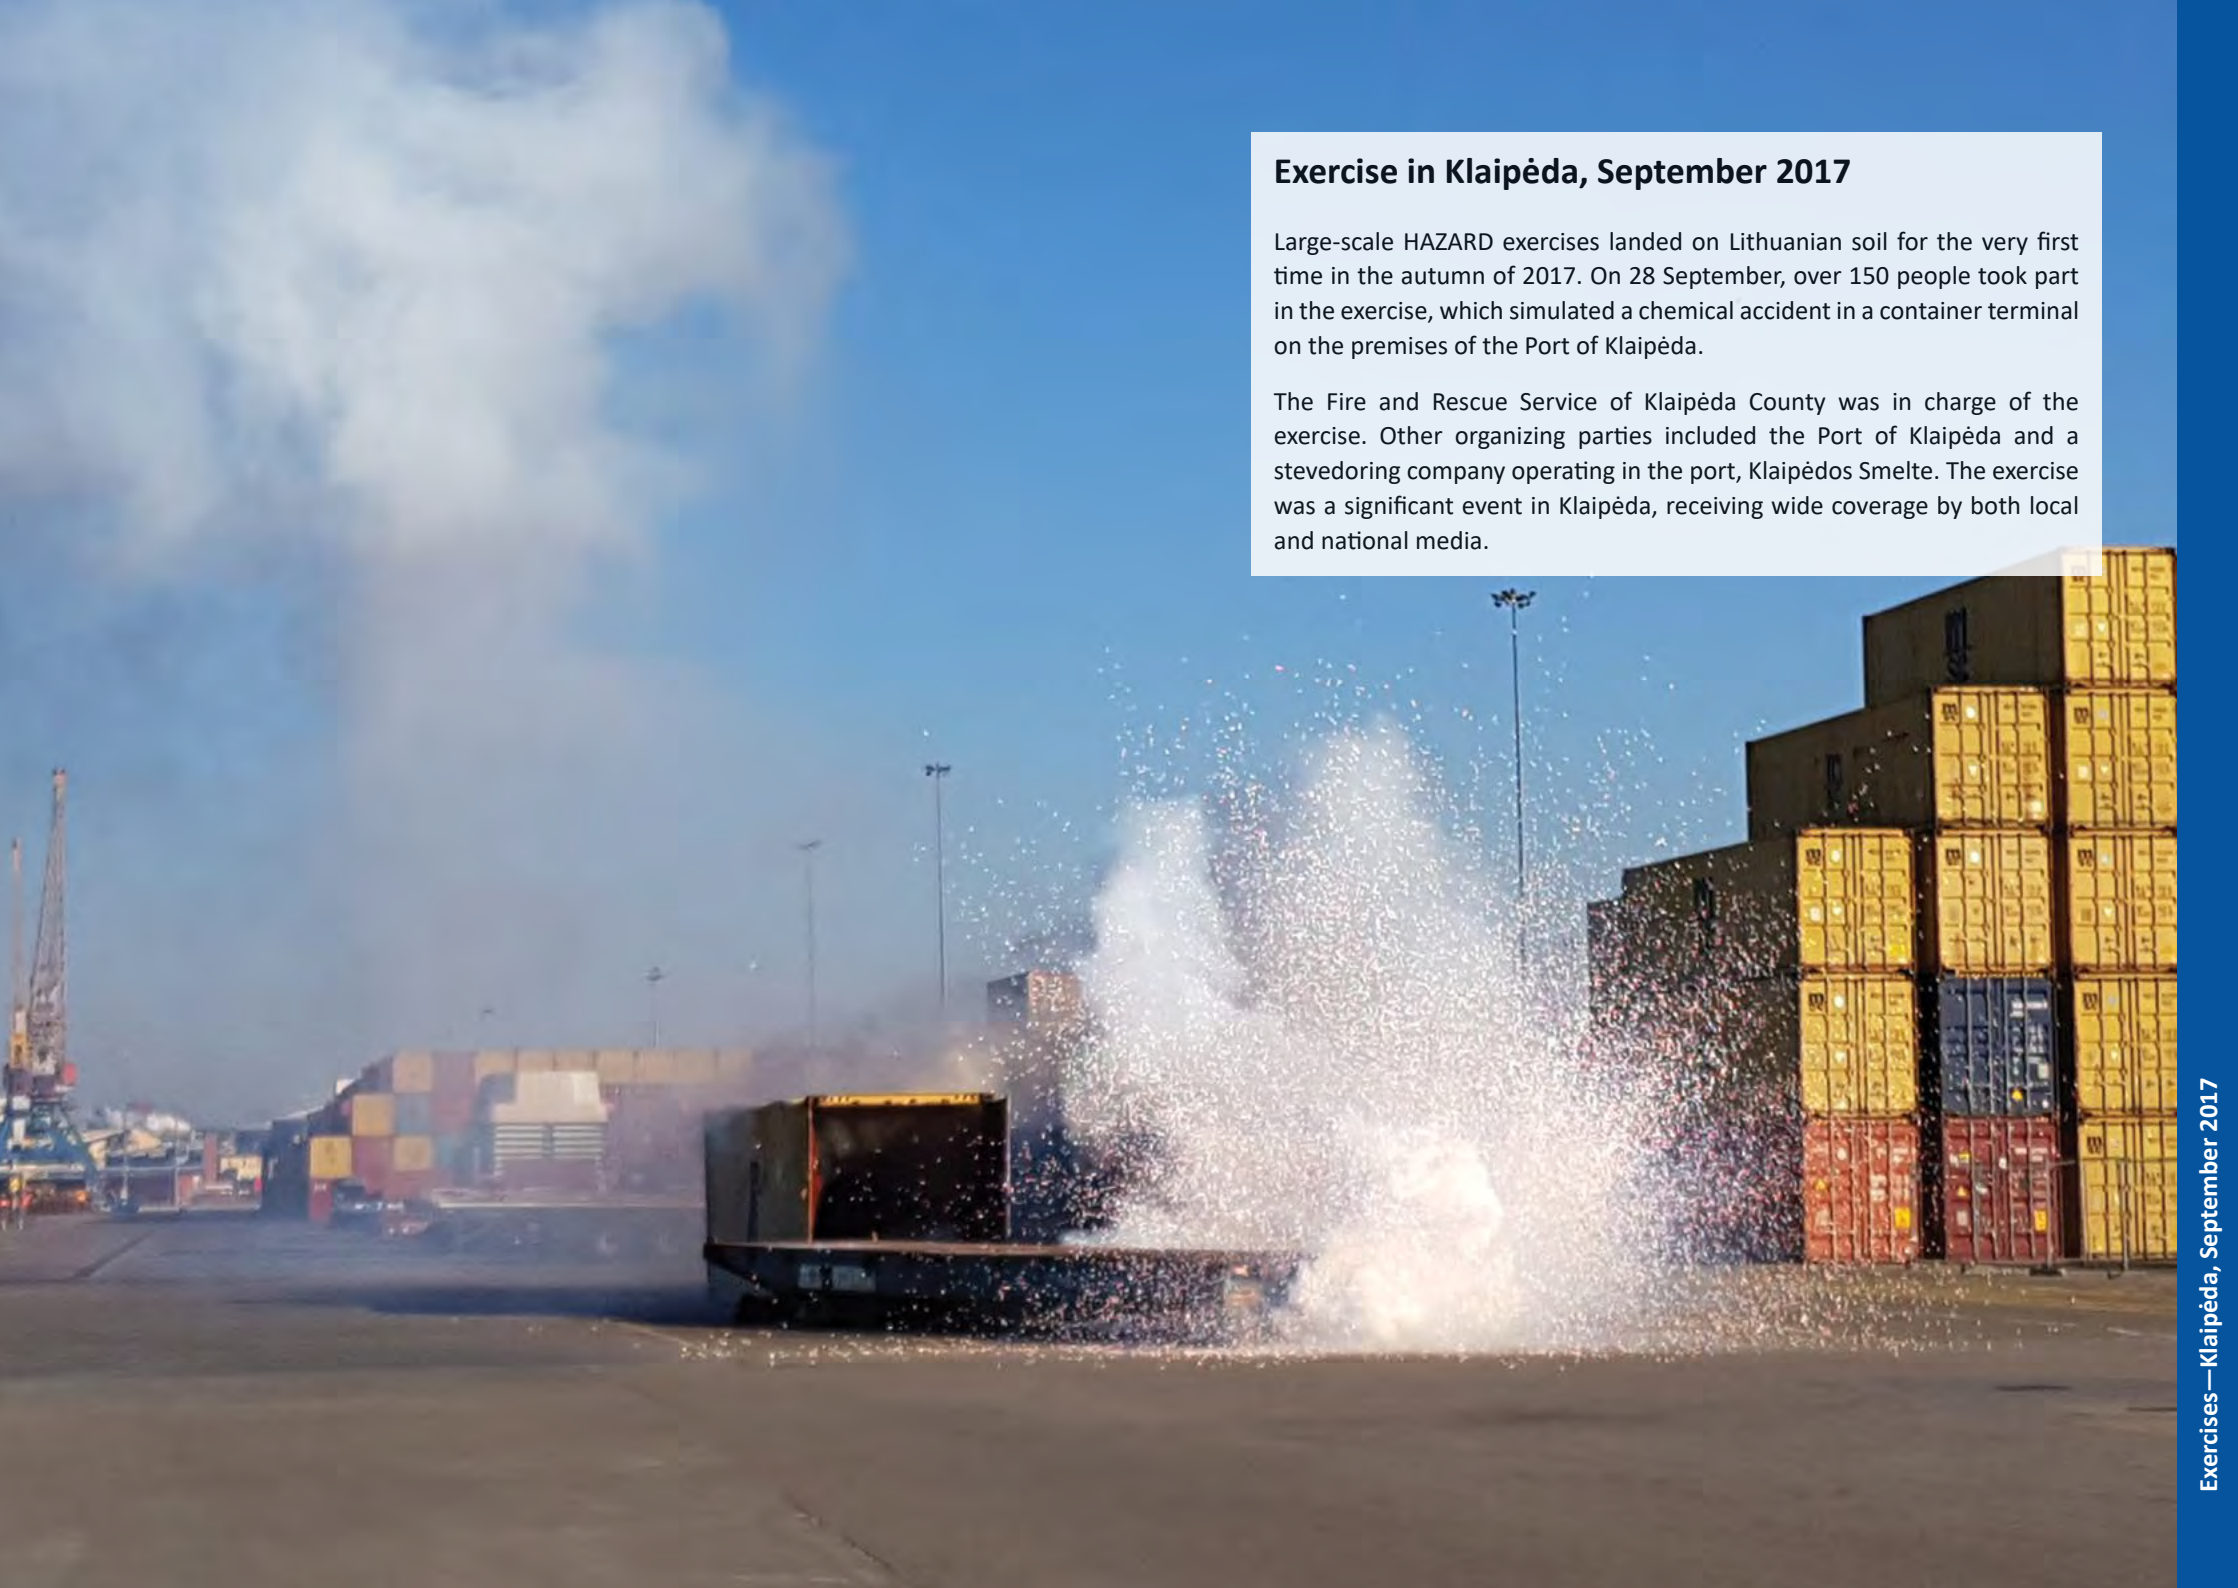 Exercise in Klaipėda, September 2017
Large-scale HAZARD exercises landed on Lithuanian soil for the very first
time in the autumn of 2017. On 28 September, over 150 people took part
in the exercise, which simulated a chemical accident in a container terminal
on the premises of the Port of Klaipėda.
The Fire and Rescue Service of Klaipėda County was in charge of the
exercise. Other organizing parties included the Port of Klaipėda and a
stevedoring company operating in the port, Klaipėdos Smelte. The exercise
was a significant event in Klaipėda, receiving wide coverage by both local
and national media.
Exercises—Klaipėda, September 2017